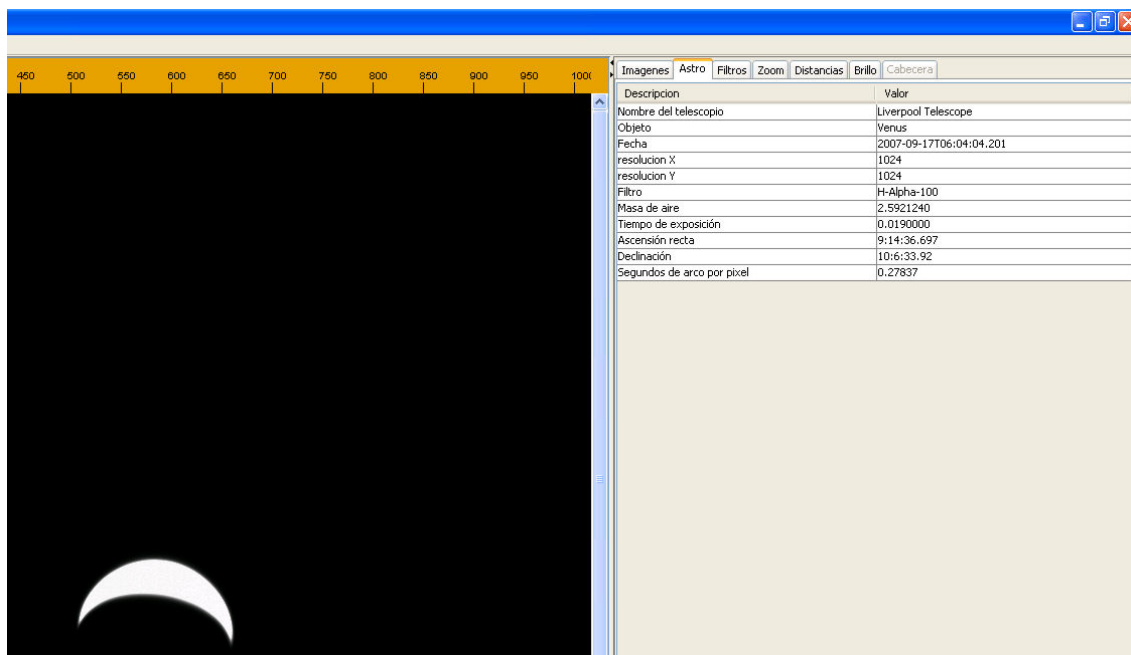 450 500 550 600 650 700 750 800 850 900 950 100
Imagenes Astro Filtros Zoom Distancias Brillo Cabecera
Descripcion Valor
Nombre del telescopio Liverpool Telescope
Objeto Venus
Fecha 2007-09-17T06:04:04.201
resolucion X 1024
resolucion Y 1024
Filtro H-Alpha-100
Masa de aire 2.5921240
Tiempo de exposición 0.0190000
Ascensión recta 9:14:36.697
Declinación 10:6:33.92
Segundos de arco por pixel 0.27837